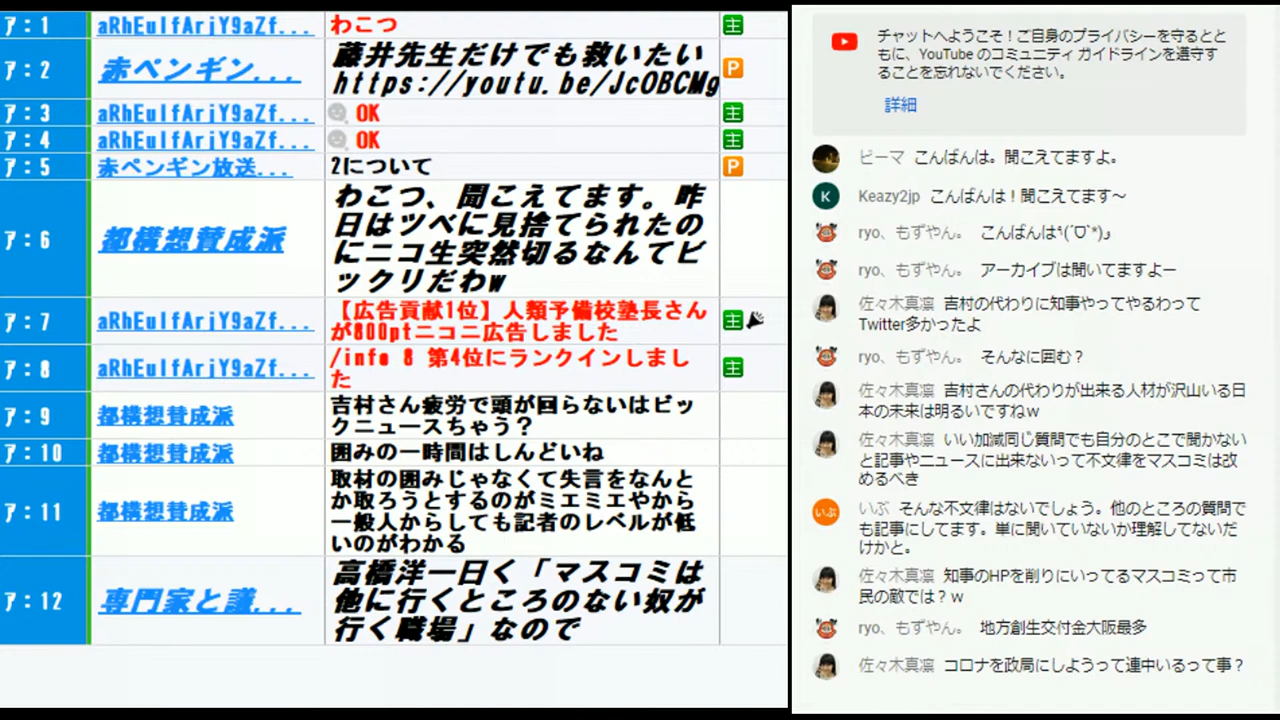 ア：1 aRhEuIfArjY9aZf... わこつ 主
ア：2 赤ペンギン... 藤井先生だけでも救いたい
https://youtu.be/JcOBCMg P
ア：3 aRhEuIfArjY9aZf... OK 主
ア：4 aRhEuIfArjY9aZf... OK 主
ア：5 赤ペンギン放送... 2について P
ア：6 都構想賛成派 わこつ、聞こえてます。昨
日はツベに見捨てられたの
にニコ生突然切るなんてビ
ックリだわw
ア：7 aRhEuIfArjY9aZf... 【広告貢献1位】人類予備校塾長さん
が800ptニコニ広告しました 主
ア：8 aRhEuIfArjY9aZf... /info 8 第4位にランクインしまし
た 主
ア：9 都構想賛成派 吉村さん疲労で頭が回らないはビッ
クニュースちゃう？
ア：10 都構想賛成派 囲みの一時間はしんどいね
ア：11 都構想賛成派 取材の囲みじゃなくて失言をなんと
か取ろうとするのがミエミエやから
一般人からしても記者のレベルが低
いのがわかる
ア：12 専門家と議... 高橋洋一曰く「マスコミは
他に行くところのない奴が
行く職場」なので
チャットへようこそ！ご自身のプライバシーを守るとと
もに、YouTube のコミュニティ ガイドラインを遵守す
ることを忘れないでください。
詳細
ビーマ こんばんは。聞こえてますよ。
K Keazy2jp こんばんは！聞こえてます～
ryo、もずやん。 こんばんは٩(ˊᗜˋ*)و
ryo、もずやん。 アーカイブは聞いてますよー
佐々木真凛 吉村の代わりに知事やってやるわって
Twitter多かったよ
ryo、もずやん。 そんなに囲む？
佐々木真凛 吉村さんの代わりが出来る人材が沢山いる日
本の未来は明るいですねｗ
佐々木真凛 いい加減同じ質問でも自分のとこで聞かない
と記事やニュースに出来ないって不文律をマスコミは改
めるべき
いぶ いぶ そんな不文律はないでしょう。他のところの質問で
も記事にしてます。単に聞いていないか理解してないだ
けかと。
佐々木真凛 知事のHPを削りにいってるマスコミって市
民の敵では？ｗ
ryo、もずやん。 地方創生交付金大阪最多
佐々木真凛 コロナを政局にしようって連中いるって事？